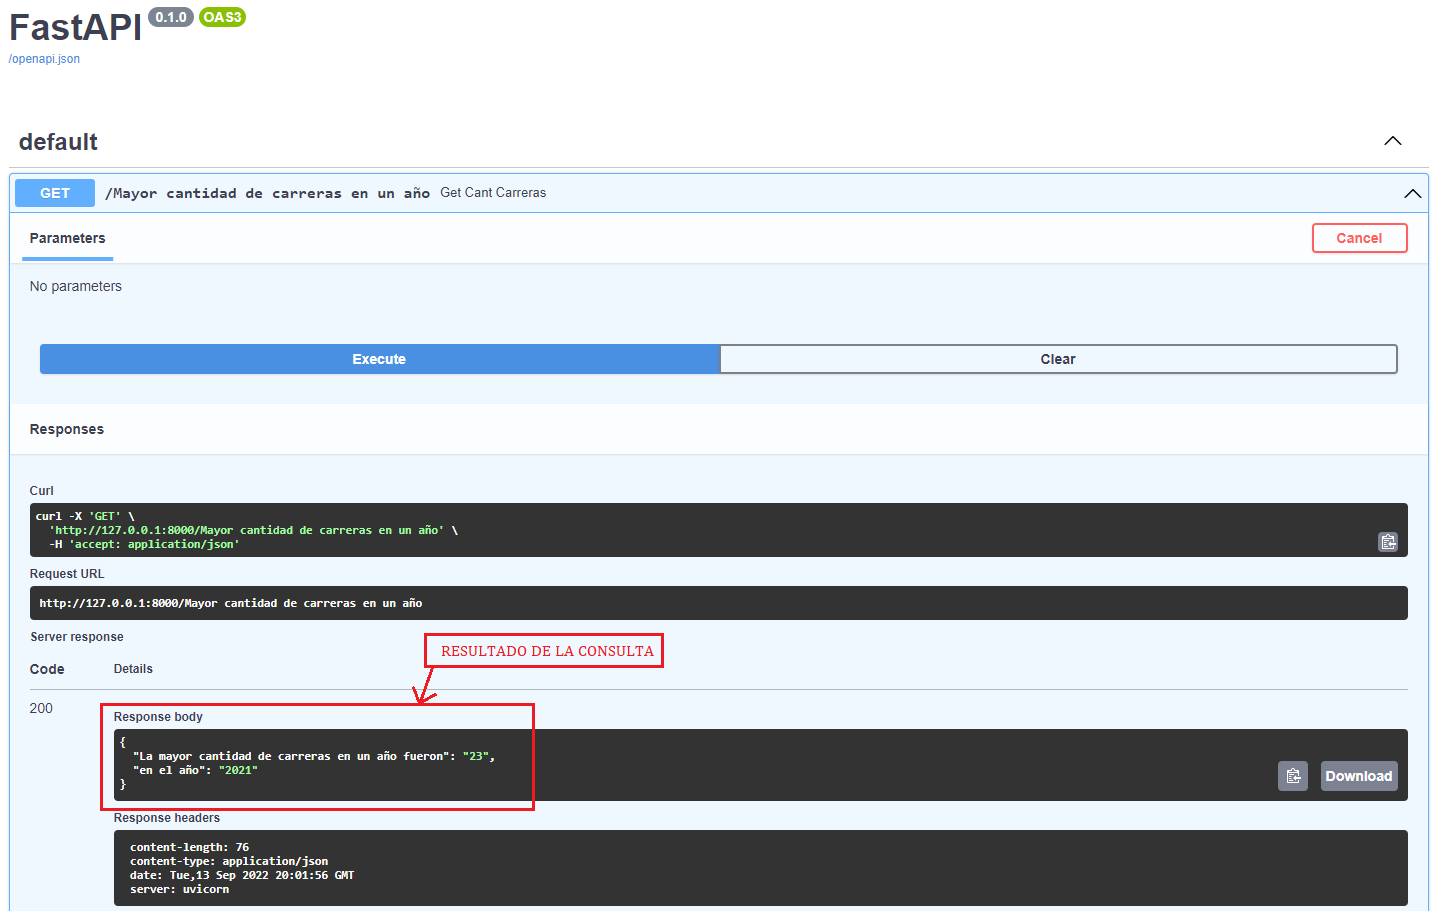 FastAPI 0.1.0 OAS3
/openapi.json
default
GET /Mayor cantidad de carreras en un año Get Cant Carreras
Parameters Cancel
No parameters
Execute Clear
Responses
Curl
curl -X 'GET' \
'http://127.0.0.1:8000/Mayor cantidad de carreras en un año' \
-H 'accept: application/json'
Request URL
http://127.0.0.1:8000/Mayor cantidad de carreras en un año
Server response
RESULTADO DE LA CONSULTA
Code Details
200
Response body
{
"La mayor cantidad de carreras en un año fueron": "23",
"en el año": "2021"
}
Download
Response headers
content-length: 76
content-type: application/json
date: Tue,13 Sep 2022 20:01:56 GMT
server: uvicorn